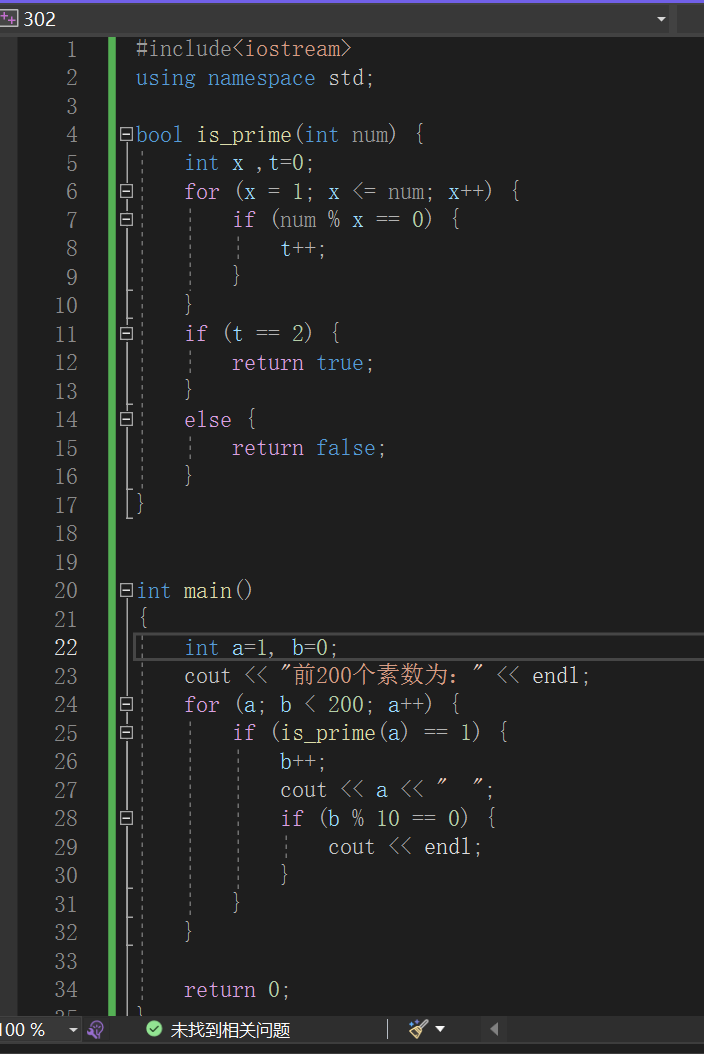 302
1 #include<iostream>
2 using namespace std;
3
4 bool is_prime(int num) {
5 int x ,t=0;
6 for (x = 1; x <= num; x++) {
7 if (num % x == 0) {
8 t++;
9 }
10 }
11 if (t == 2) {
12 return true;
13 }
14 else {
15 return false;
16 }
17 }
18
19
20 int main()
21 {
22 int a=1, b=0;
23 cout << "前200个素数为：" << endl;
24 for (a; b < 200; a++) {
25 if (is_prime(a) == 1) {
26 b++;
27 cout << a << "  ";
28 if (b % 10 == 0) {
29 cout << endl;
30 }
31 }
32 }
33
34 return 0;
100 % 未找到相关问题